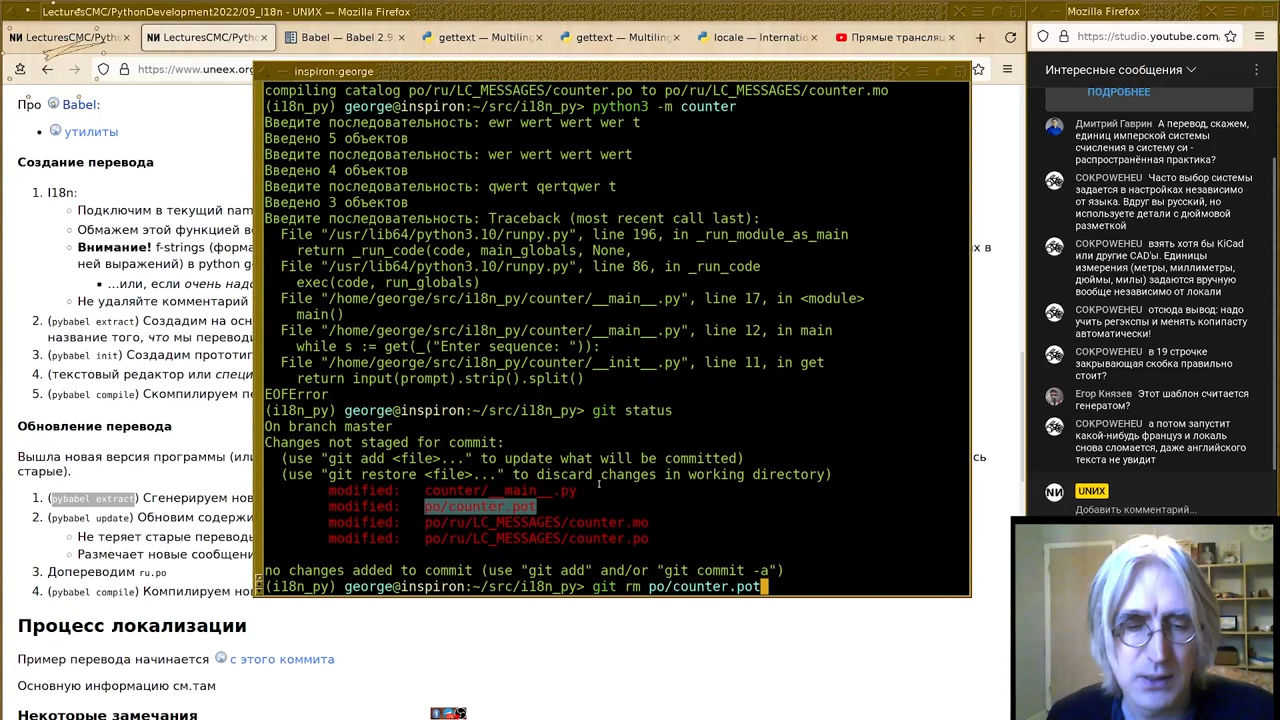 LecturesCMC/PythonDevelopment2022/09_I18n - UNИX — Mozilla Firefox
Mozilla Firefox
LecturesCMC/Pytho
LecturesCMC/Pytho
Babel — Babel 2.9
gettext — Multiling
gettext — Multiling
locale — Internatio
Прямые трансляц
https://www.uneex.org
https://studio.youtube.com/
inspiron:george
Про Babel:
утилиты
Создание перевода
I18n:
Подключим в текущий nam
Обмажем этой функцией в
Внимание! f-strings (форма
ней выражений) в python g
…или, если очень надо
Не удаляйте комментарий
2. (pybabel extract) Создадим на осн
название того, что мы переводи
3. (pybabel init) Создадим прототип
4. (текстовый редактор или специ
5. (pybabel compile) Скомпилируем пе
Обновление перевода
Вышла новая версия программы (или
старые).
1. (pybabel extract) Сгенерируем нов
2. (pybabel update) Обновим содержи
Не теряет старые переводы
Размечает новые сообщени
3. Допереводим ru.po
4. (pybabel compile) Компилируем нов
Процесс локализации
Пример перевода начинается с этого коммита
Основную информацию см.там
Некоторые замечания
compiling catalog po/ru/LC_MESSAGES/counter.po to po/ru/LC_MESSAGES/counter.mo
(i18n_py) george@inspiron:~/src/i18n_py> python3 -m counter
Введите последовательность: ewr wert wert wer t
Введено 5 объектов
Введите последовательность: wer wert wert wert
Введено 4 объектов
Введите последовательность: qwert qertqwer t
Введено 3 объектов
Введите последовательность: Traceback (most recent call last):
File "/usr/lib64/python3.10/runpy.py", line 196, in _run_module_as_main
return _run_code(code, main_globals, None,
File "/usr/lib64/python3.10/runpy.py", line 86, in _run_code
exec(code, run_globals)
File "/home/george/src/i18n_py/counter/__main__.py", line 17, in <module>
main()
File "/home/george/src/i18n_py/counter/__main__.py", line 12, in main
while s := get(_("Enter sequence: ")):
File "/home/george/src/i18n_py/counter/__init__.py", line 11, in get
return input(prompt).strip().split()
EOFError
(i18n_py) george@inspiron:~/src/i18n_py> git status
On branch master
Changes not staged for commit:
(use "git add <file>..." to update what will be committed)
(use "git restore <file>..." to discard changes in working directory)
modified: counter/__main__.py
modified: po/counter.pot
modified: po/ru/LC_MESSAGES/counter.mo
modified: po/ru/LC_MESSAGES/counter.po
no changes added to commit (use "git add" and/or "git commit -a")
(i18n_py) george@inspiron:~/src/i18n_py> git rm po/counter.pot
Интересные сообщения
ПОДРОБНЕЕ
Дмитрий Гаврин А перевод, скажем,
единиц имперской системы
счисления в систему си -
распространённая практика?
COKPOWEHEU Часто выбор системы
задается в настройках независимо
от языка. Вдруг вы русский, но
используете детали с дюймовой
разметкой
COKPOWEHEU взять хотя бы KiCad
или другие CAD'ы. Единицы
измерения (метры, миллиметры,
дюймы, милы) задаются вручную
вообще независимо от локали
COKPOWEHEU отсюда вывод: надо
учить регэкспы и менять копипасту
автоматически!
COKPOWEHEU в 19 строчке
закрывающая скобка правильно
стоит?
Егор Князев Этот шаблон считается
генератом?
COKPOWEHEU а потом запустит
какой-нибудь француз и локаль
снова сломается, даже английского
текста не увидит
UNИX
Добавить комментарий...